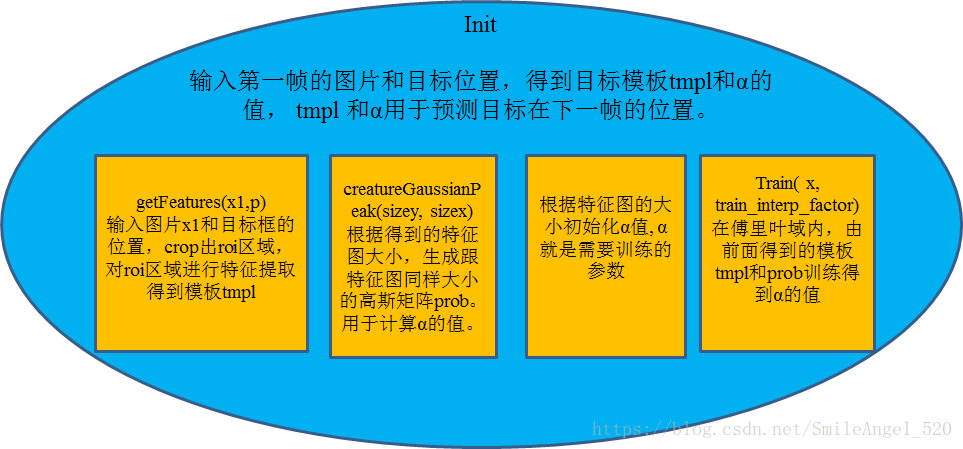 Init
输入第一帧的图片和目标位置，得到目标模板tmpl和α的
值， tmpl 和α用于预测目标在下一帧的位置。
getFeatures(x1,p)
输入图片x1和目标框的
位置，crop出roi区域，
对roi区域进行特征提取
得到模板tmpl
creatureGaussianP
eak(sizey, sizex)
根据得到的特征
图大小，生成跟
特征图同样大小
的高斯矩阵prob。
用于计算α的值。
根据特征图的大
小初始化α值, α
就是需要训练的
参数
Train( x,
train_interp_factor)
在傅里叶域内，由
前面得到的模板
tmpl和prob训练得
到α的值
https://blog.csdn.net/SmileAngel_520